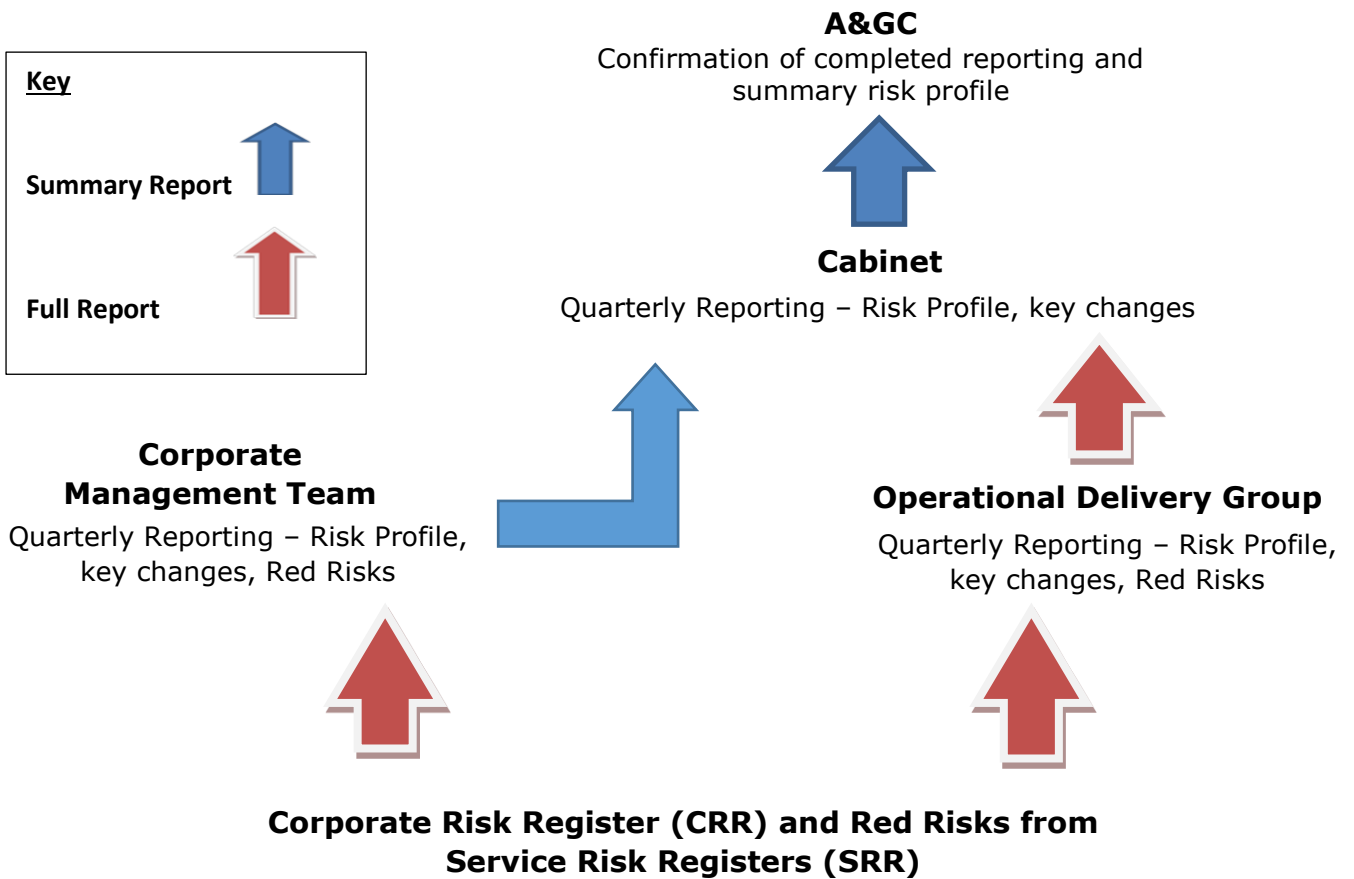 Key
Summary Report
Full Report
A&GC
Confirmation of completed reporting and
summary risk profile
Cabinet
Quarterly Reporting – Risk Profile, key changes
Corporate
Management Team
Quarterly Reporting – Risk Profile,
key changes, Red Risks
Operational Delivery Group
Quarterly Reporting – Risk Profile,
key changes, Red Risks
Corporate Risk Register (CRR) and Red Risks from
Service Risk Registers (SRR)